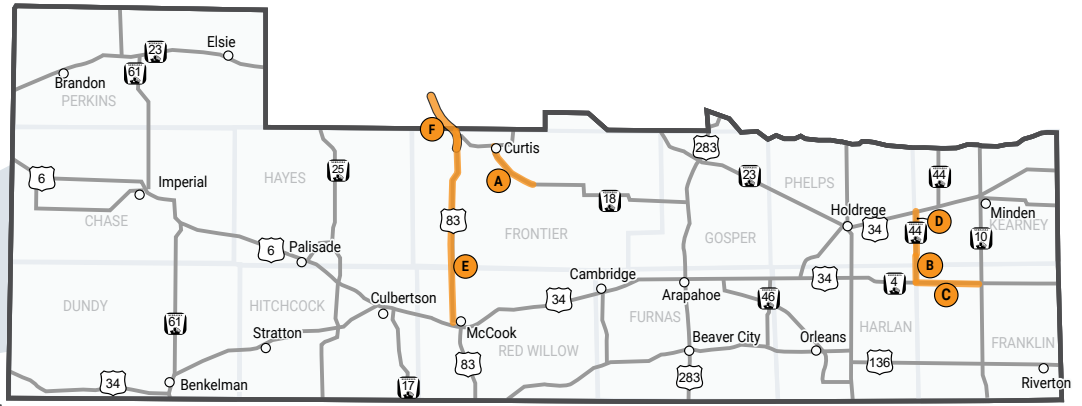 23
Elsie
61
Brandon
PERKINS
F
Curtis
283
A
6
Imperial
25
HAYES
23
PHELPS
44
18
Holdrege
D
Minden
CHASE
83
FRONTIER
GOSPER
34
44
10
KEARNEY
6
Palisade
E
B
Cambridge
34
4
C
DUNDY
HITCHCOCK
Culbertson
34
Arapahoe
46
61
Stratton
McCook
FURNAS
HARLAN
RED WILLOW
Beaver City
Orleans
FRANKLIN
83
136
34
Benkelman
17
283
Riverton